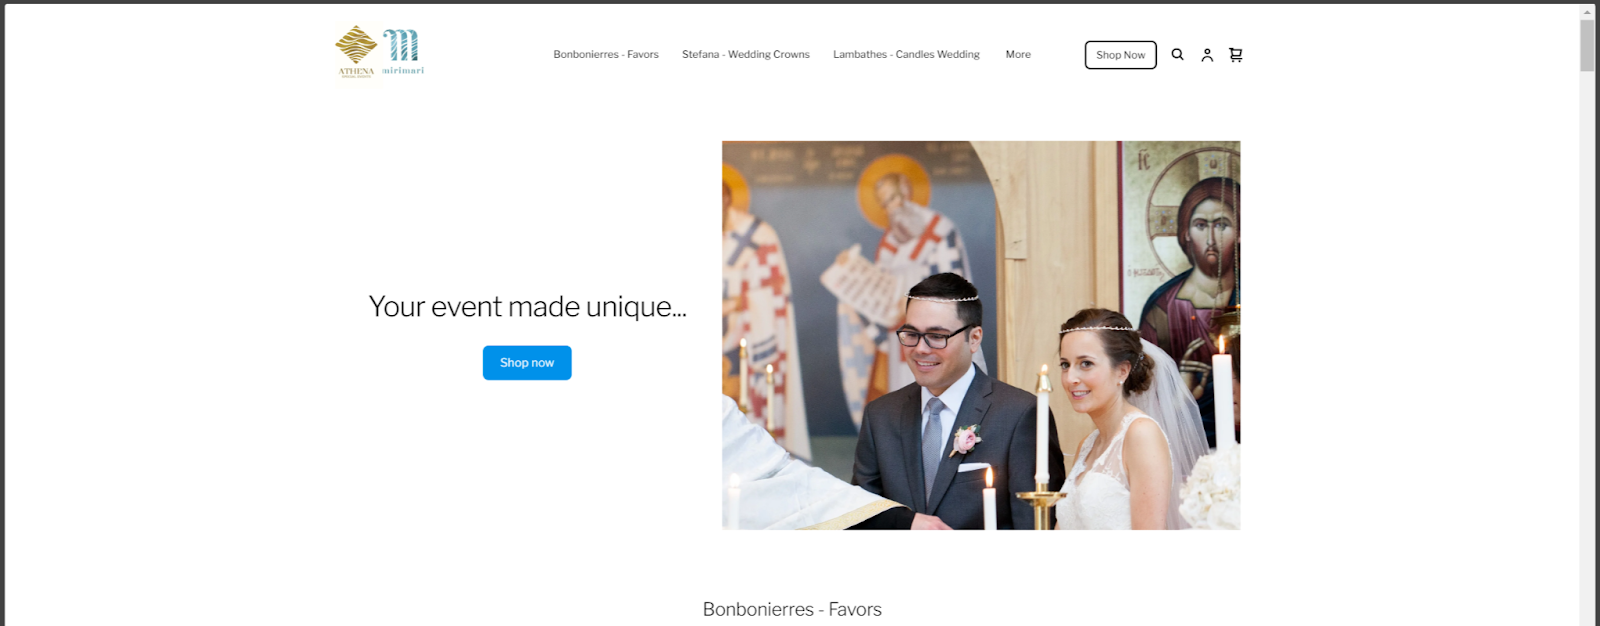 ATHENA
mirimari
Bonbonierres - Favors
Stefana - Wedding Crowns
Lambathes - Candles Wedding
More
Shop Now
Your event made unique...
Shop now
Bonbonierres - Favors